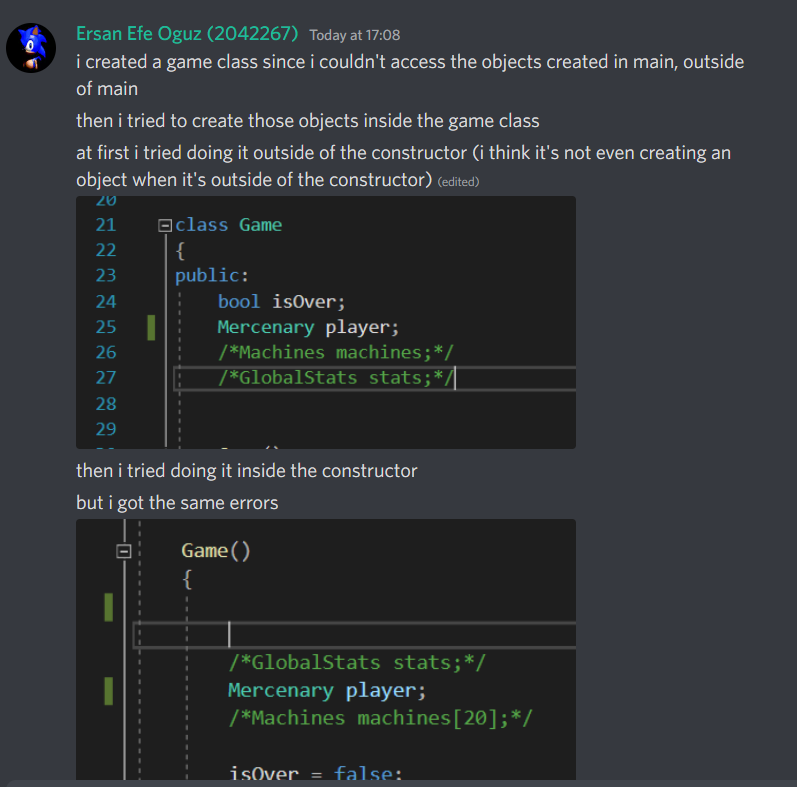 Ersan Efe Oguz (2042267) Today at 17:08
i created a game class since i couldn't access the objects created in main, outside
of main
then i tried to create those objects inside the game class
at first i tried doing it outside of the constructor (i think it's not even creating an
object when it's outside of the constructor) (edited)
20
21 class Game
22 {
23 public:
24 bool isOver;
25 Mercenary player;
26 /*Machines machines;*/
27 /*GlobalStats stats;*/
28
29
then i tried doing it inside the constructor
but i got the same errors
Game()
{
/*GlobalStats stats;*/
Mercenary player;
/*Machines machines[20];*/
isOver = false;